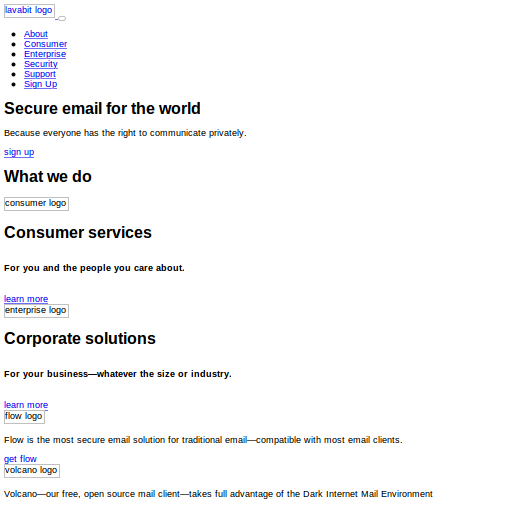 lavabit logo
About
Consumer
Enterprise
Security
Support
Sign Up
Secure email for the world
Because everyone has the right to communicate privately.
sign up
What we do
consumer logo
Consumer services
For you and the people you care about.
learn more
enterprise logo
Corporate solutions
For your business—whatever the size or industry.
learn more
flow logo
Flow is the most secure email solution for traditional email—compatible with most email clients.
get flow
volcano logo
Volcano—our free, open source mail client—takes full advantage of the Dark Internet Mail Environment